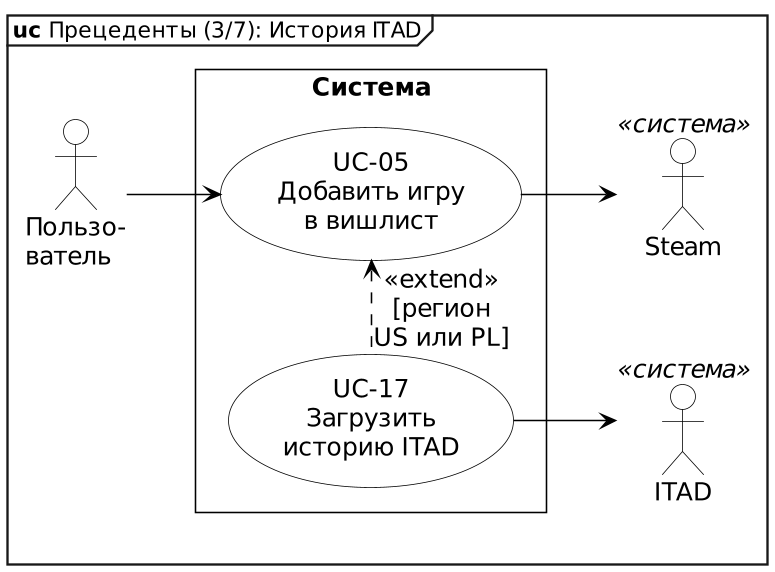 uc Прецеденты (3/7): История ITAD
Система
«система»
UC-05
Добавить игру
в вишлист
Пользо-
ватель
Steam
«extend»
[регион
US или PL]
«система»
UC-17
Загрузить
историю ITAD
ITAD